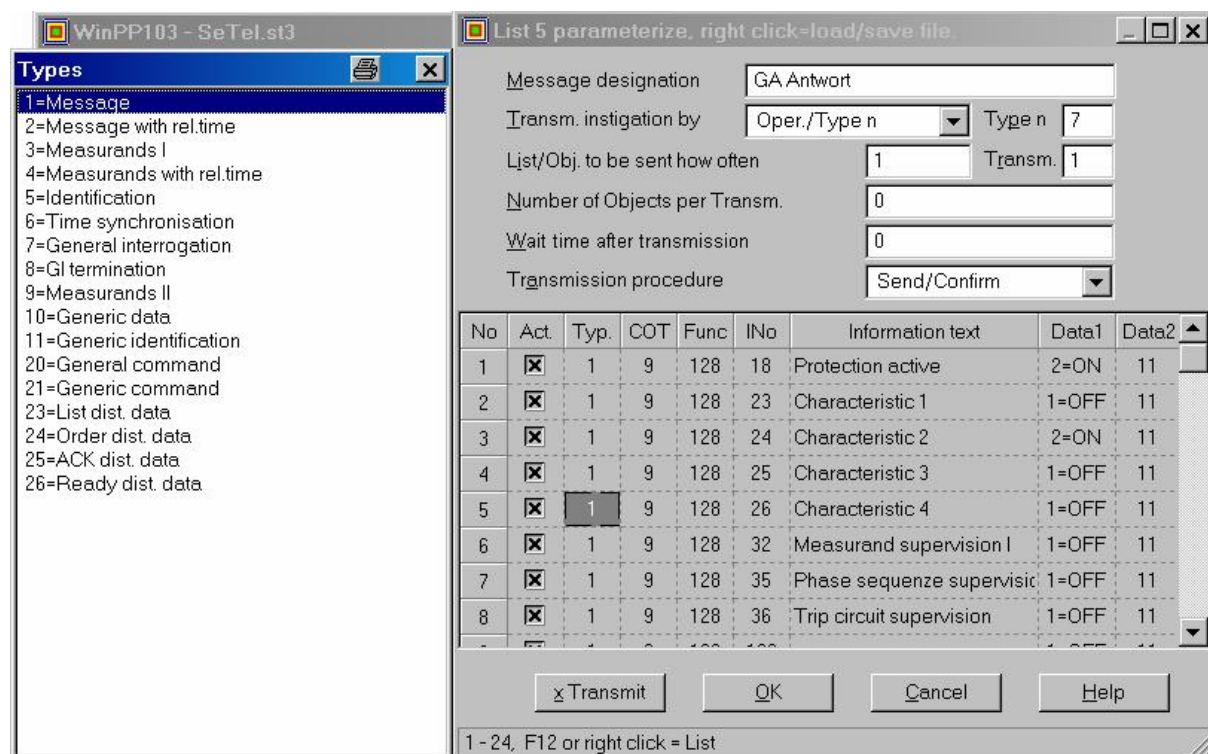 WinPP103 - SeTel.st3
Types
1=Message
2=Message with rel.time
3=Measurands I
4=Measurands with rel.time
5=Identification
6=Time synchronisation
7=General interrogation
8=GI termination
9=Measurands II
10=Generic data
11=Generic identification
20=General command
21=Generic command
23=List dist. data
24=Order dist. data
25=ACK dist. data
26=Ready dist. data
List 5 parameterize, right click=load/save file.
Message designation GA Antwort
Transm. instigation by Oper./Type n Type n 7
List/Obj. to be sent how often 1 Transm. 1
Number of Objects per Transm. 0
Wait time after transmission 0
Transmission procedure Send/Confirm
No Act. Typ. COT Func INo Information text Data1 Data2
1 1 9 128 18 Protection active 2=ON 11
2 1 9 128 23 Characteristic 1 1=OFF 11
3 1 9 128 24 Characteristic 2 2=ON 11
4 1 9 128 25 Characteristic 3 1=OFF 11
5 1 9 128 26 Characteristic 4 1=OFF 11
6 1 9 128 32 Measurand supervision I 1=OFF 11
7 1 9 128 35 Phase sequenze supervisic 1=OFF 11
8 1 9 128 36 Trip circuit supervision 1=OFF 11
x Transmit OK Cancel Help
1 - 24, F12 or right click = List